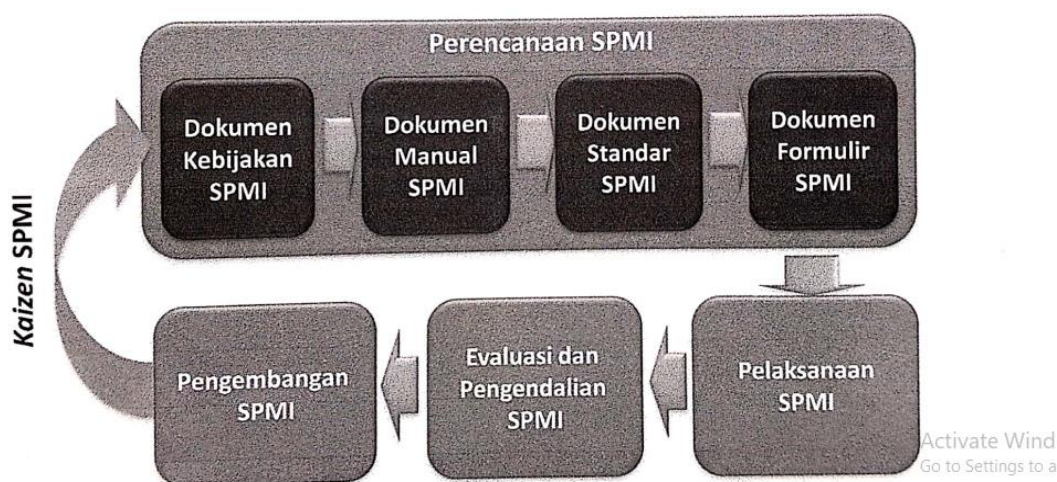 Perencanaan SPMI
Dokumen
Kebijakan
SPMI
Dokumen
Manual
SPMI
Dokumen
Standar
SPMI
Dokumen
Formulir
SPMI
Kaizen SPMI
Pengembangan
SPMI
Evaluasi dan
Pengendalian
SPMI
Pelaksanaan
SPMI
Activate Wind
Go to Settings to a